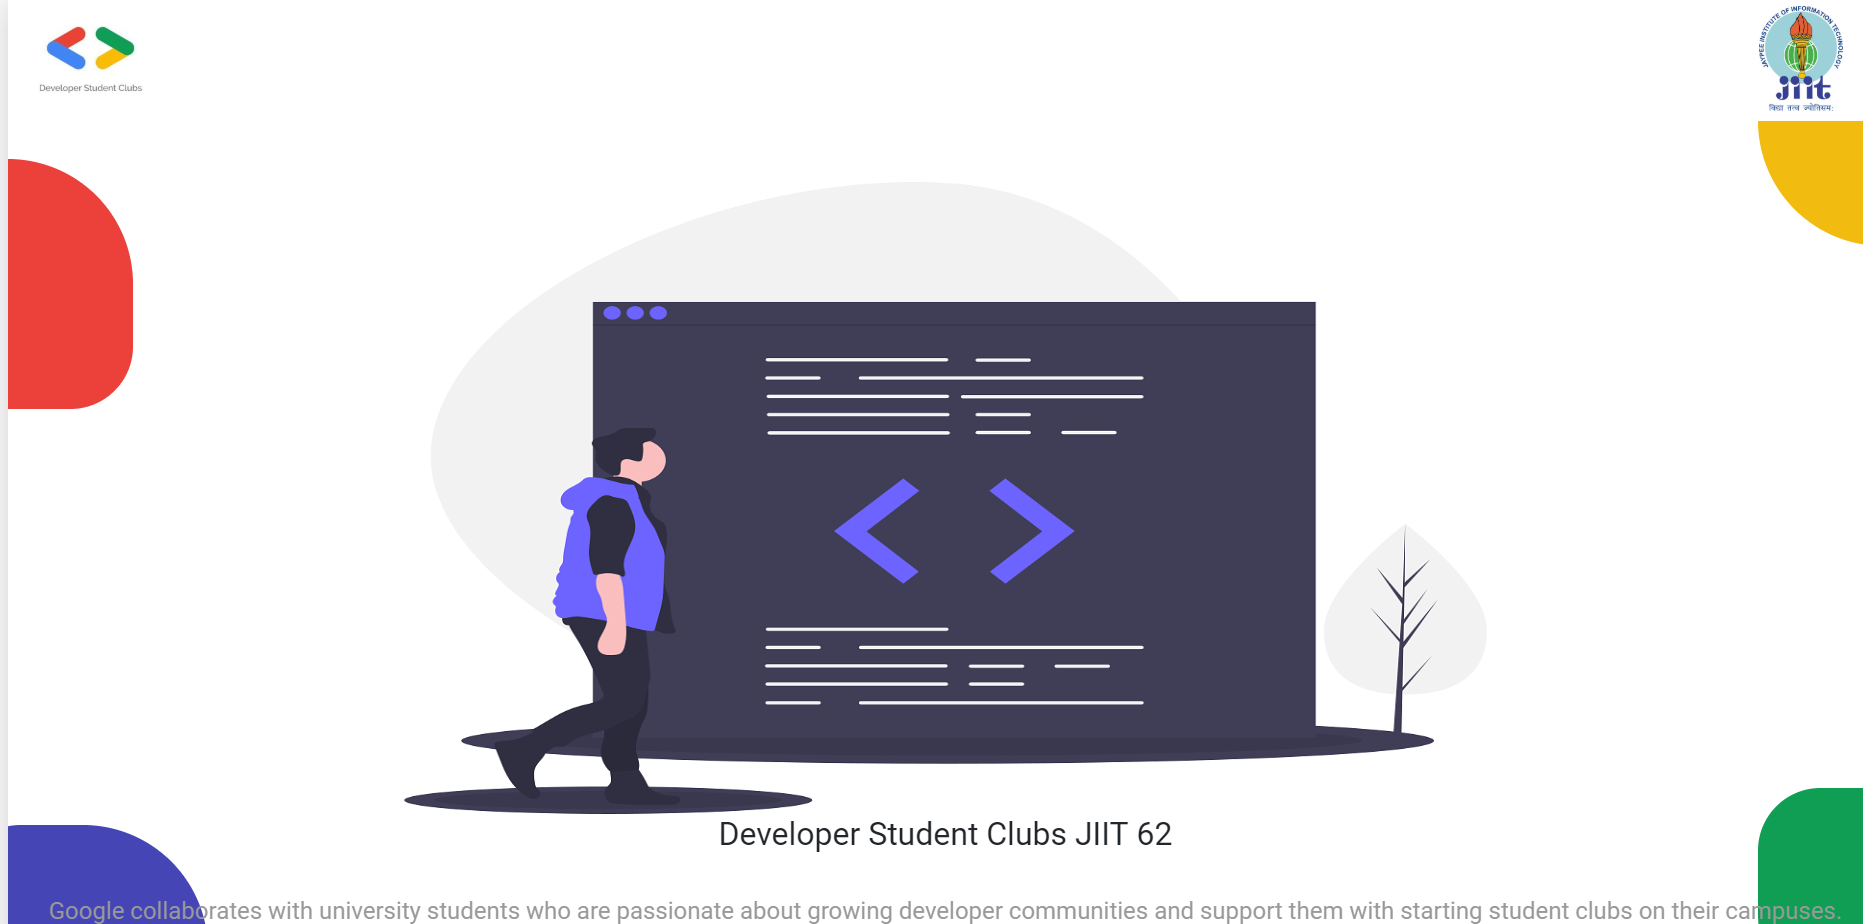 Developer Student Clubs
JAYPEE INSTITUTE OF INFORMATION TECHNOLOGY
jiit
विद्या तत्व ज्योतिसमः
Developer Student Clubs JIIT 62
Google collaborates with university students who are passionate about growing developer communities and support them with starting student clubs on their campuses.